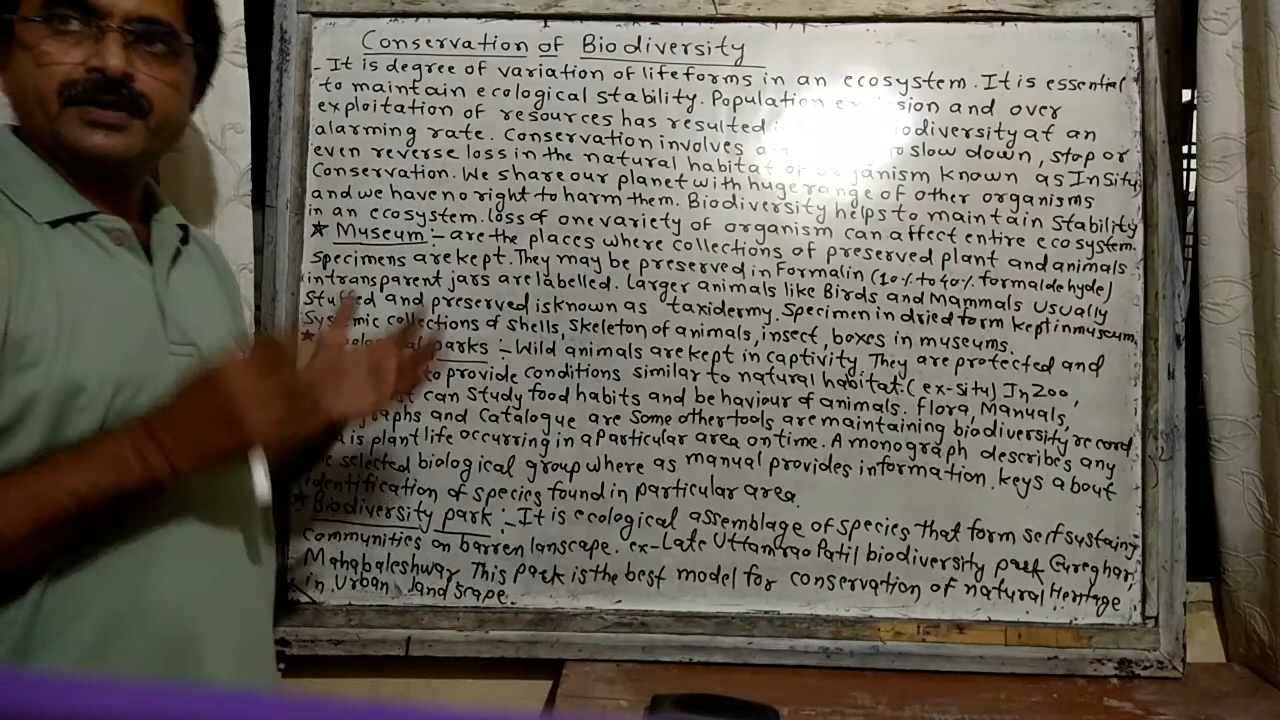 Conservation of Biodiversity
- It is degree of variation of lifeforms in an ecosystem. It is essential
to maintain ecological stability. Population sion and over
exploitation of resources has resulted iodiversity at an
alarming rate. Conservation involves to slow down, stop or
even reverse loss in the natural habitat of anism known as Insitu
Conservation. We share our planet with huge range of other organisms
and we have no right to harm them. Biodiversity helps to maintain stability
in an ecosystem. loss of one variety of organism can affect entire ecosystem.
* Museum :- are the places where collections of preserved plant and animals
specimens are kept. They may be preserved in Formalin (10% to 40% formaldehyde)
in transparent jars are labelled. Larger animals like Birds and Mammals usually
stuffed and preserved is known as taxidermy. Specimen in dried form kept in museum,
Systmic collections of shells, skeleton of animals, insect, boxes in museums.
* parks :- Wild animals are kept in captivity. They are protected and
to provide conditions similar to natural habitat. (ex-situ) In Zoo,
can study food habits and behaviour of animals. flora, Manuals,
graphs and Catalogye are some other tools are maintaining biodiversity record
is plant life occurring in a particular area on time. A monograph describes any
selected biological group where as manual provides information. keys about
identification of species found in particular area.
* Biodiversity park :- It is ecological assemblage of species that form self sustaing
communities on barren lanscape. ex- Late Uttamrao Patil biodiversity park Gureghar,
Mahabaleshwar This park is the best model for conservation of natural Heritage
in Urban landscape.